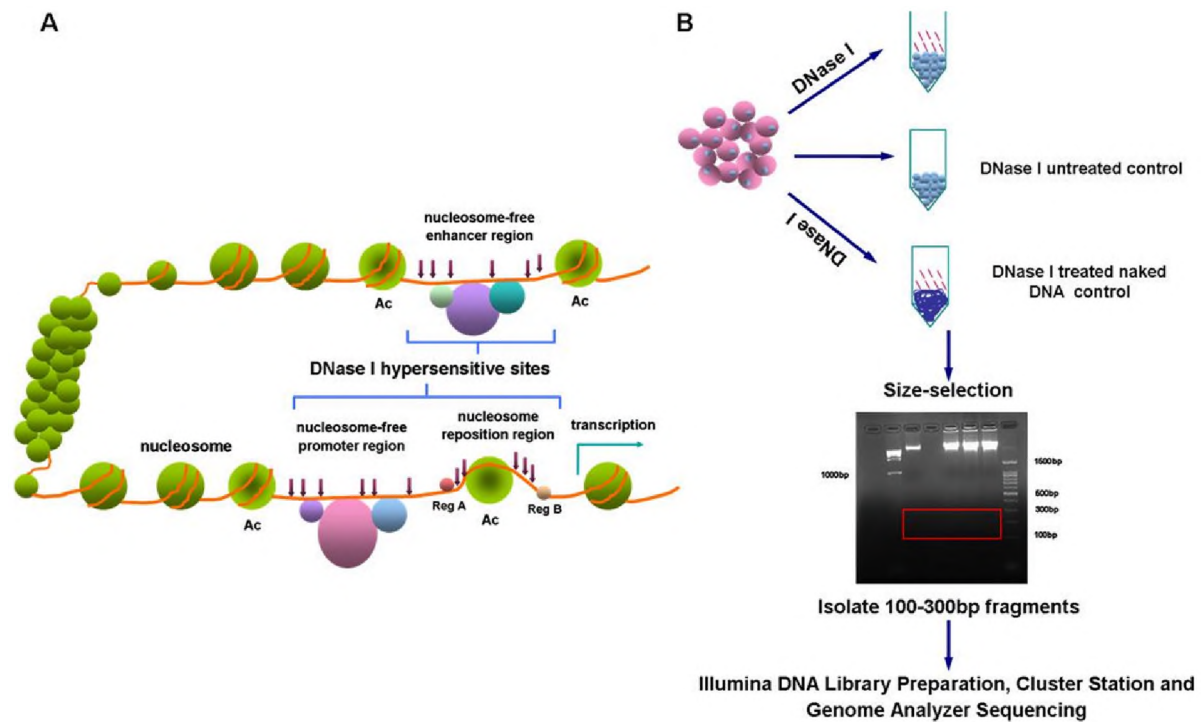 A
nucleosome-free
enhancer region
Ac
Ac
DNase I hypersensitive sites
nucleosome-free
promoter region
nucleosome
reposition region
transcription
nucleosome
Ac
Reg A
Ac
Reg B
B
DNase I
DNase I untreated control
DNase I
DNase I treated naked
DNA control
Size-selection
1000bp
1500bp
500bp
300bp
100bp
Isolate 100-300bp fragments
Illumina DNA Library Preparation, Cluster Station and
Genome Analyzer Sequencing